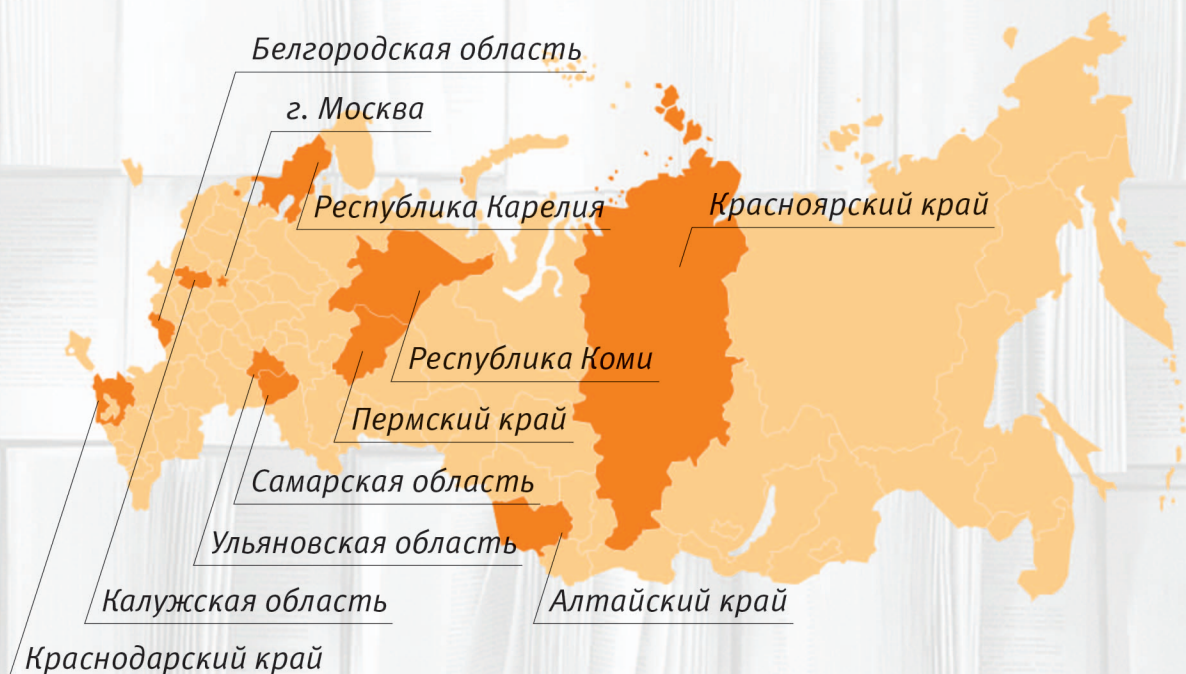 Белгородская область
г. Москва
Республика Карелия
Красноярский край
Республика Коми
Пермский край
Самарская область
Ульяновская область
Калужская область
Алтайский край
Краснодарский край